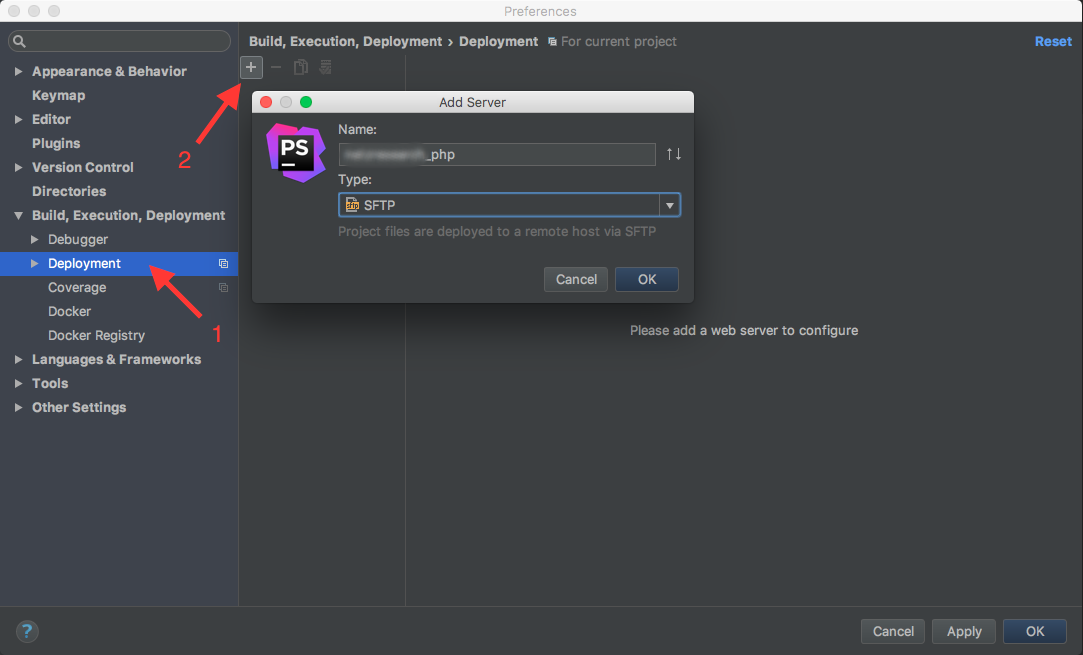 Preferences
Build, Execution, Deployment › Deployment For current project Reset
Appearance & Behavior
Keymap
Editor
Plugins
Version Control
Directories
Build, Execution, Deployment
Debugger
Deployment
Coverage
Docker
Docker Registry
Languages & Frameworks
Tools
Other Settings
1
2
Add Server
PS
Name:
_php
Type:
SFTP
Project files are deployed to a remote host via SFTP
Cancel OK
Please add a web server to configure
?
Cancel Apply OK